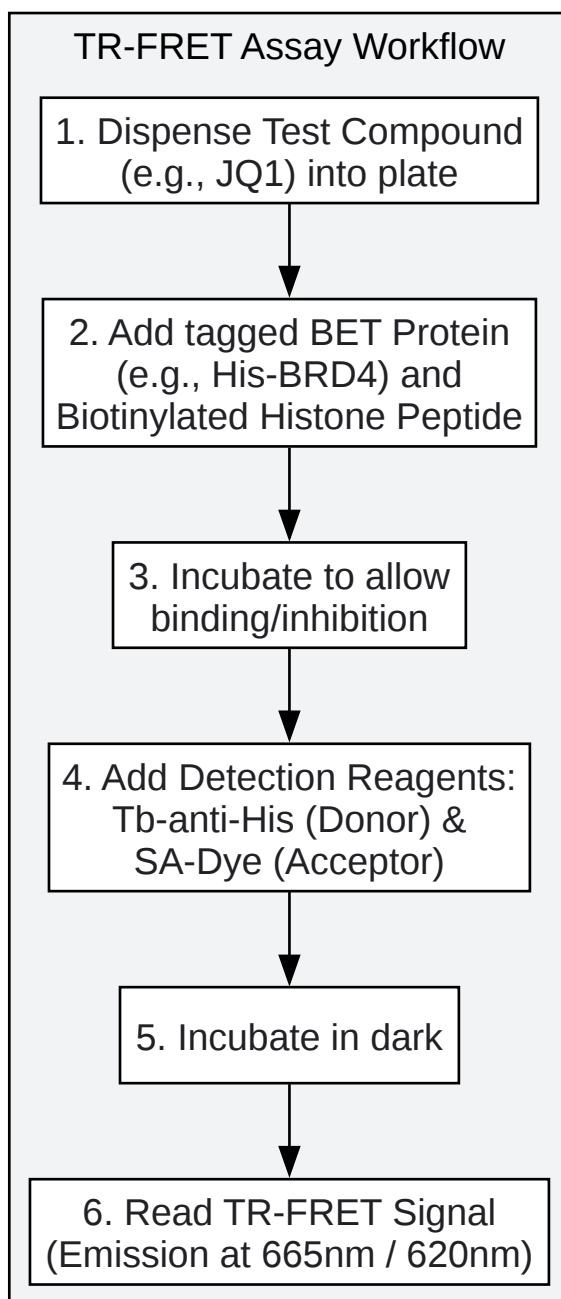 TR-FRET Assay Workflow
1. Dispense Test Compound
(e.g., JQ1) into plate
2. Add tagged BET Protein
(e.g., His-BRD4) and
Biotinylated Histone Peptide
3. Incubate to allow
binding/inhibition
4. Add Detection Reagents:
Tb-anti-His (Donor) &
SA-Dye (Acceptor)
5. Incubate in dark
6. Read TR-FRET Signal
(Emission at 665nm / 620nm)